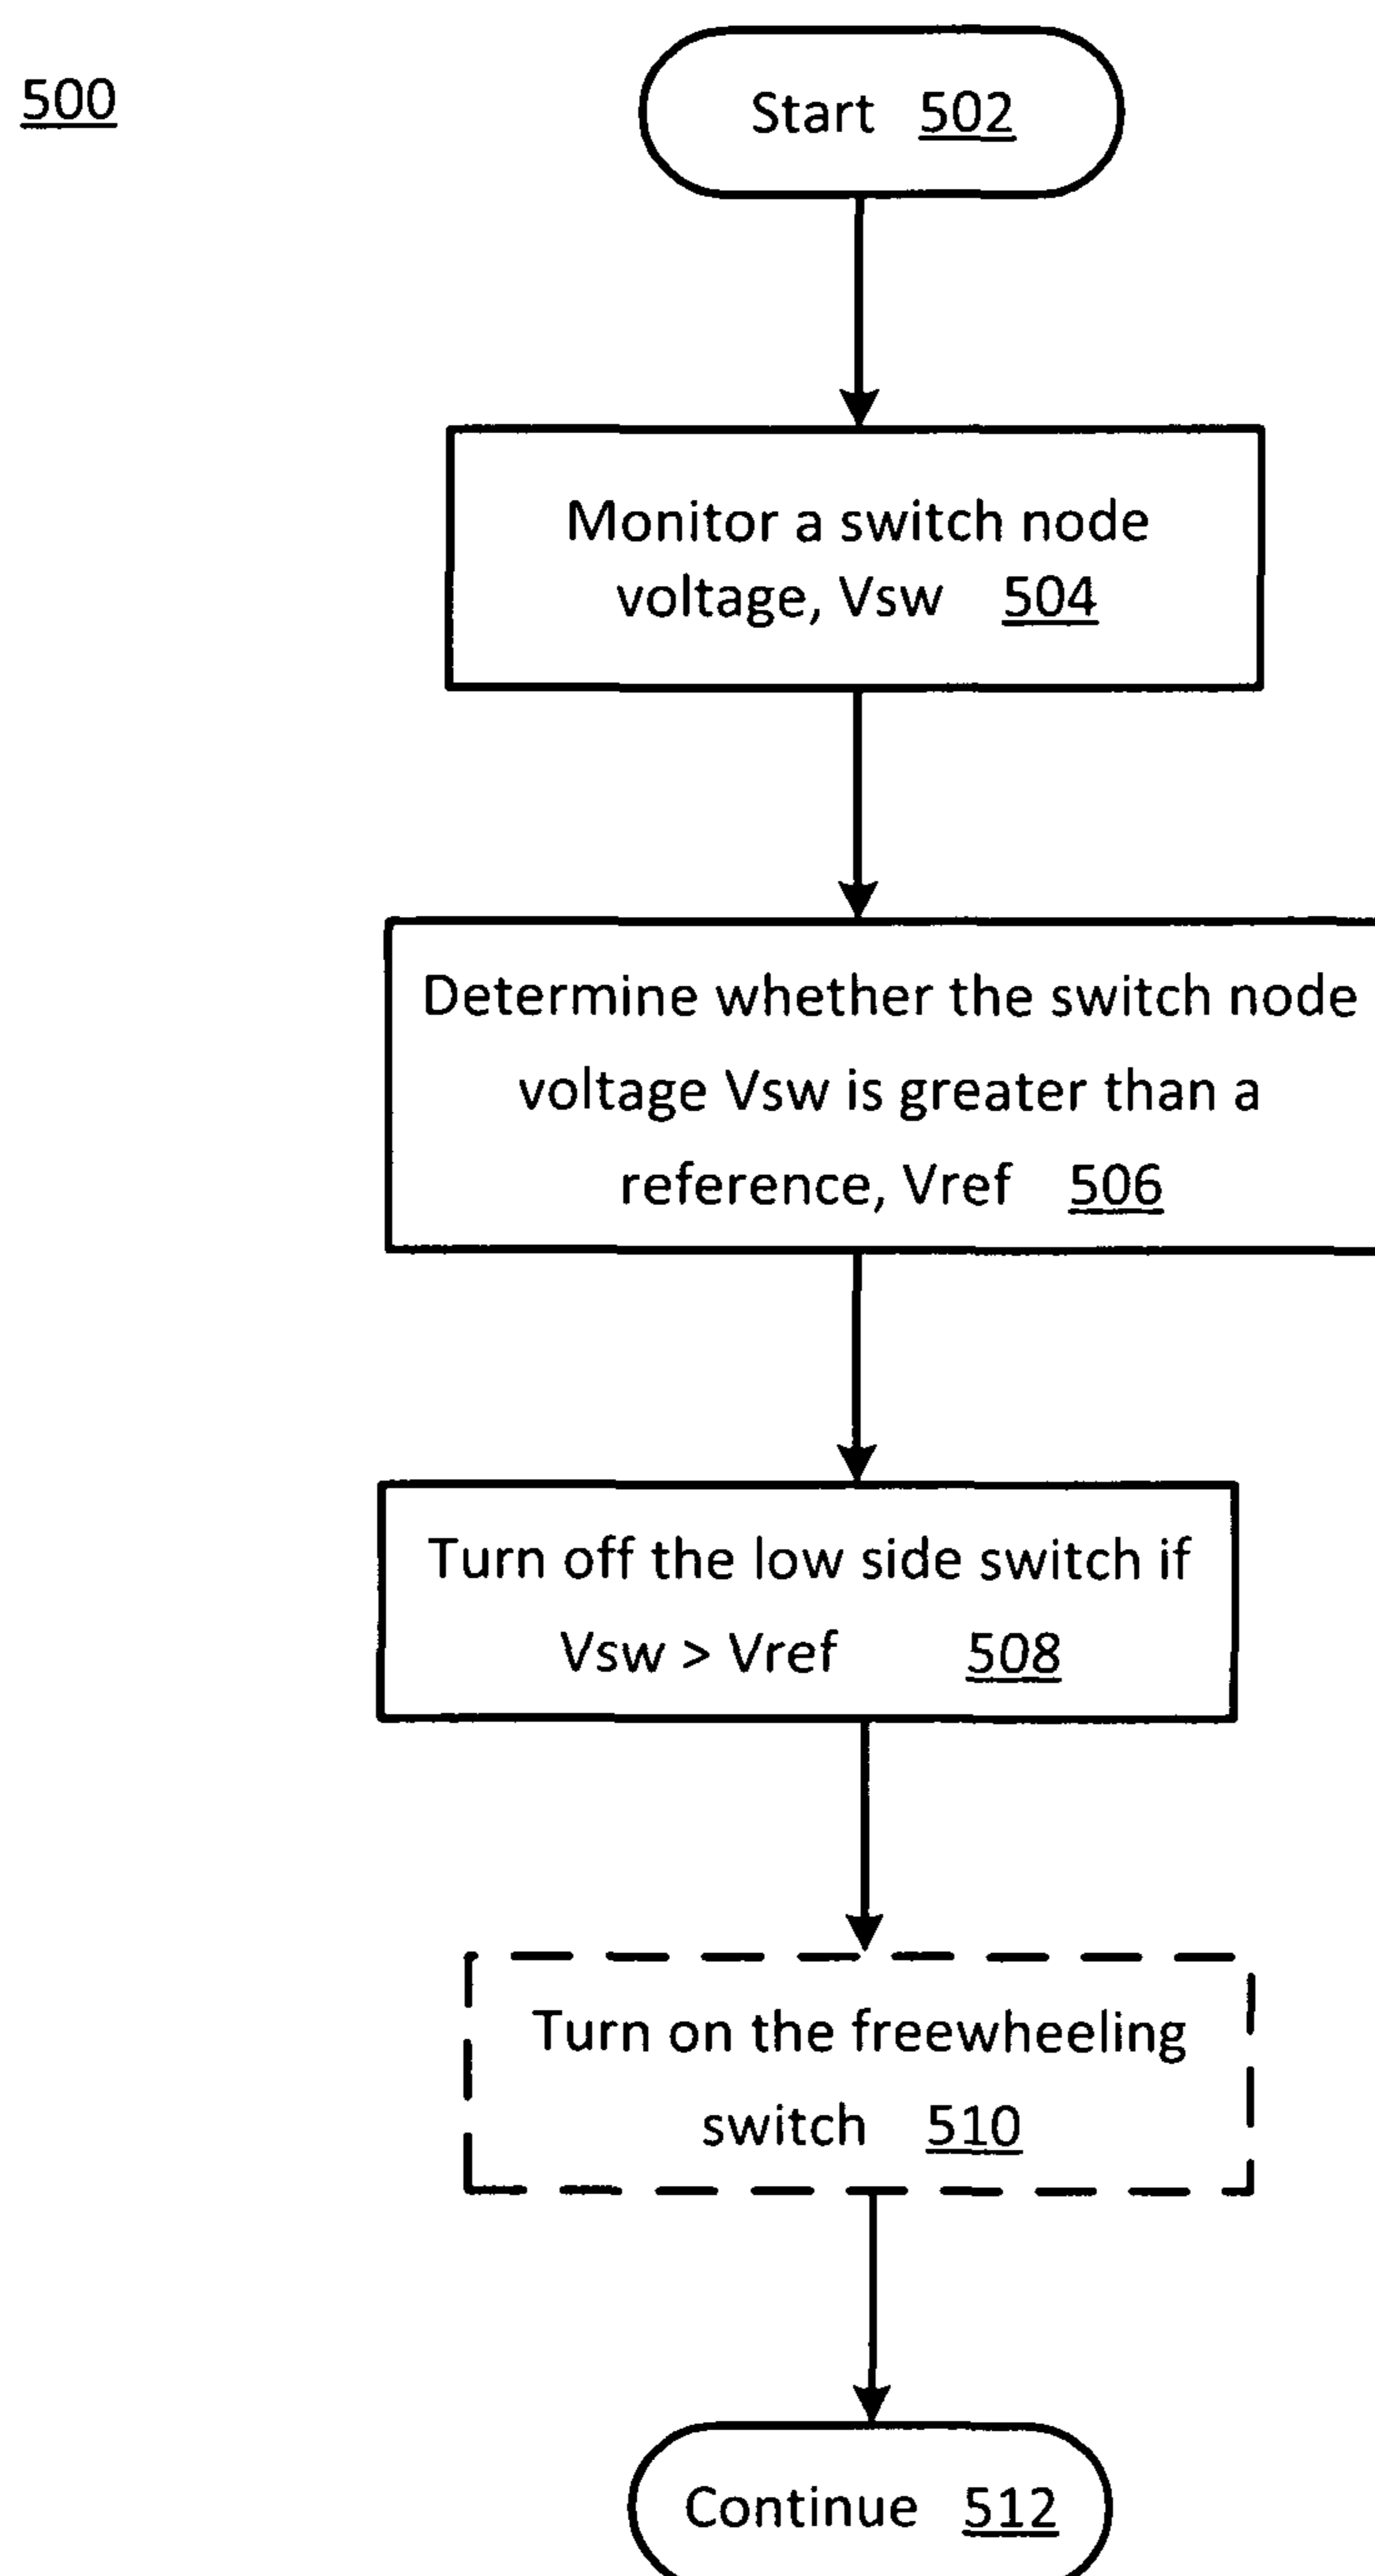 500
Start 502
Monitor a switch node
voltage, Vsw 504
Determine whether the switch node
voltage Vsw is greater than a
reference, Vref 506
Turn off the low side switch if
Vsw > Vref 508
Turn on the freewheeling
switch 510
Continue 512